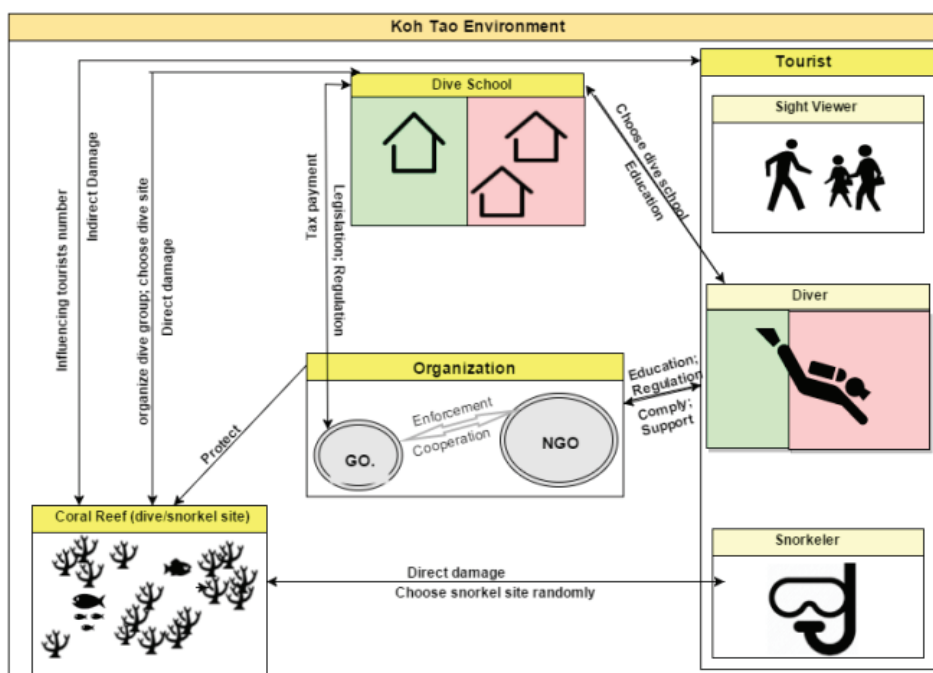 Koh Tao Environment
Tourist
Dive School
Sight Viewer
Influencing tourists number
Indirect Damage
organize dive group; choose dive site
Direct damage
Tax payment
Legislation; Regulation
Choose dive school
Education
Diver
Organization
Enforcement
Cooperation
GO.
NGO
Education;
Regulation
Comply;
Support
Protect
Coral Reef (dive/snorkel site)
Direct damage
Choose snorkel site randomly
Snorkeler